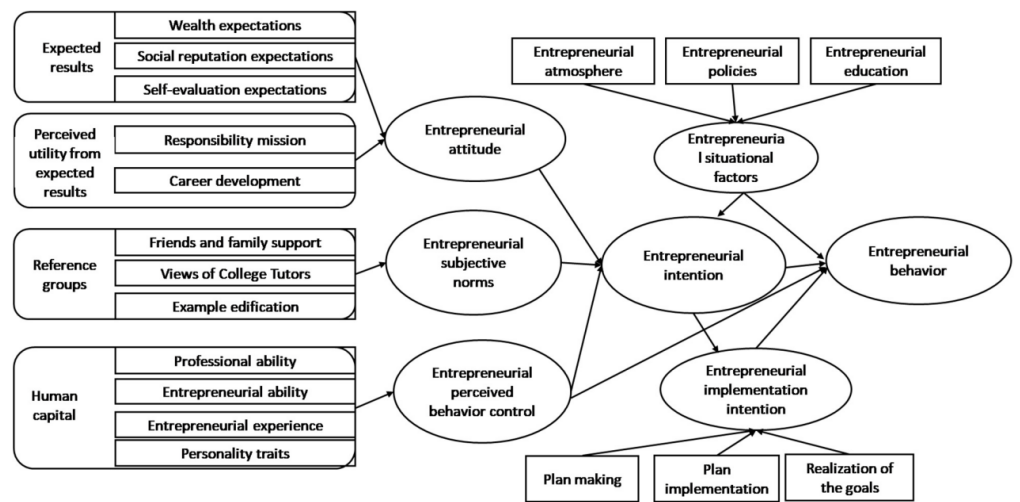 Expected
results
Wealth expectations
Social reputation expectations
Self-evaluation expectations
Perceived
utility from
expected
results
Responsibility mission
Career development
Reference
groups
Friends and family support
Views of College Tutors
Example edification
Human
capital
Professional ability
Entrepreneurial ability
Entrepreneurial experience
Personality traits
Entrepreneurial
attitude
Entrepreneurial
subjective
norms
Entrepreneurial
perceived
behavior control
Entrepreneurial
atmosphere
Entrepreneurial
policies
Entrepreneurial
education
Entrepreneuria
l situational
factors
Entrepreneurial
intention
Entrepreneurial
behavior
Entrepreneurial
implementation
intention
Plan making
Plan
implementation
Realization of
the goals